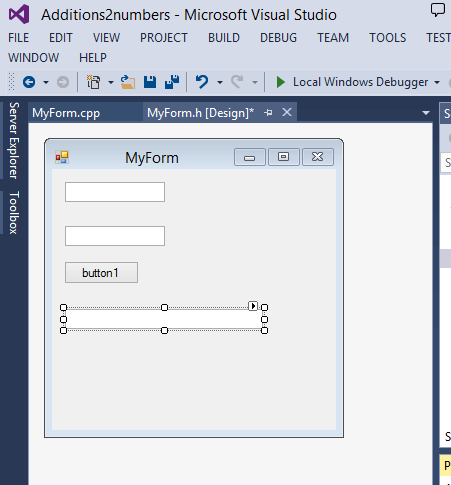 Additions2numbers - Microsoft Visual Studio
FILE EDIT VIEW PROJECT BUILD DEBUG TEAM TOOLS TEST
WINDOW HELP
Local Windows Debugger
Server Explorer
Toolbox
MyForm.cpp MyForm.h [Design]*
MyForm
button1